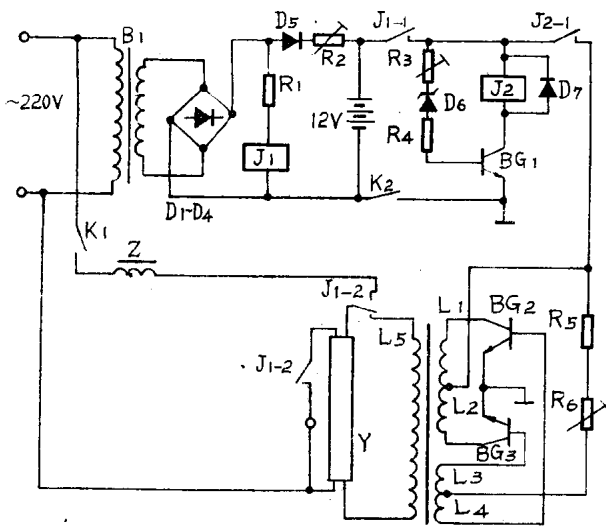 B1
~220V
D5
R2
J1-1
J2-1
R1
12V
R3
D6
R4
J2
D7
BG1
J1
K2
D1~D4
K1
Z
J1-2
L5
L1
BG2
R5
J1-2
L2
R6
Y
BG3
L3
L4